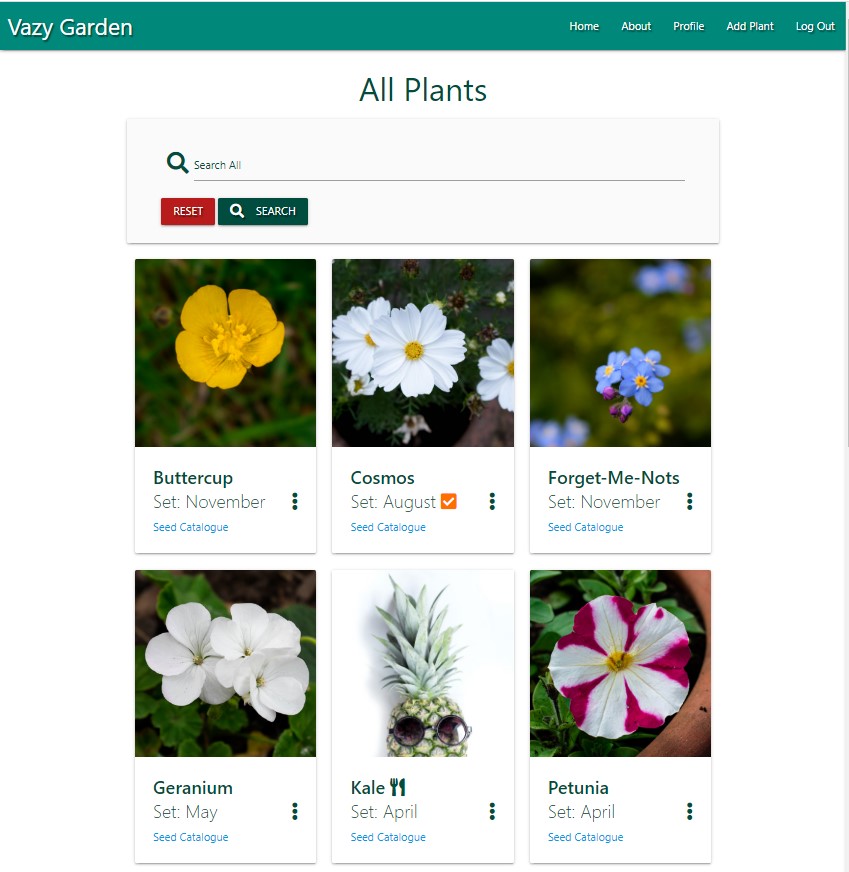 Vazy Garden
Home About Profile Add Plant Log Out
All Plants
Search All
RESET SEARCH
Buttercup
Set: November
Seed Catalogue
Cosmos
Set: August
Seed Catalogue
Forget-Me-Nots
Set: November
Seed Catalogue
Geranium
Set: May
Seed Catalogue
Kale
Set: April
Seed Catalogue
Petunia
Set: April
Seed Catalogue